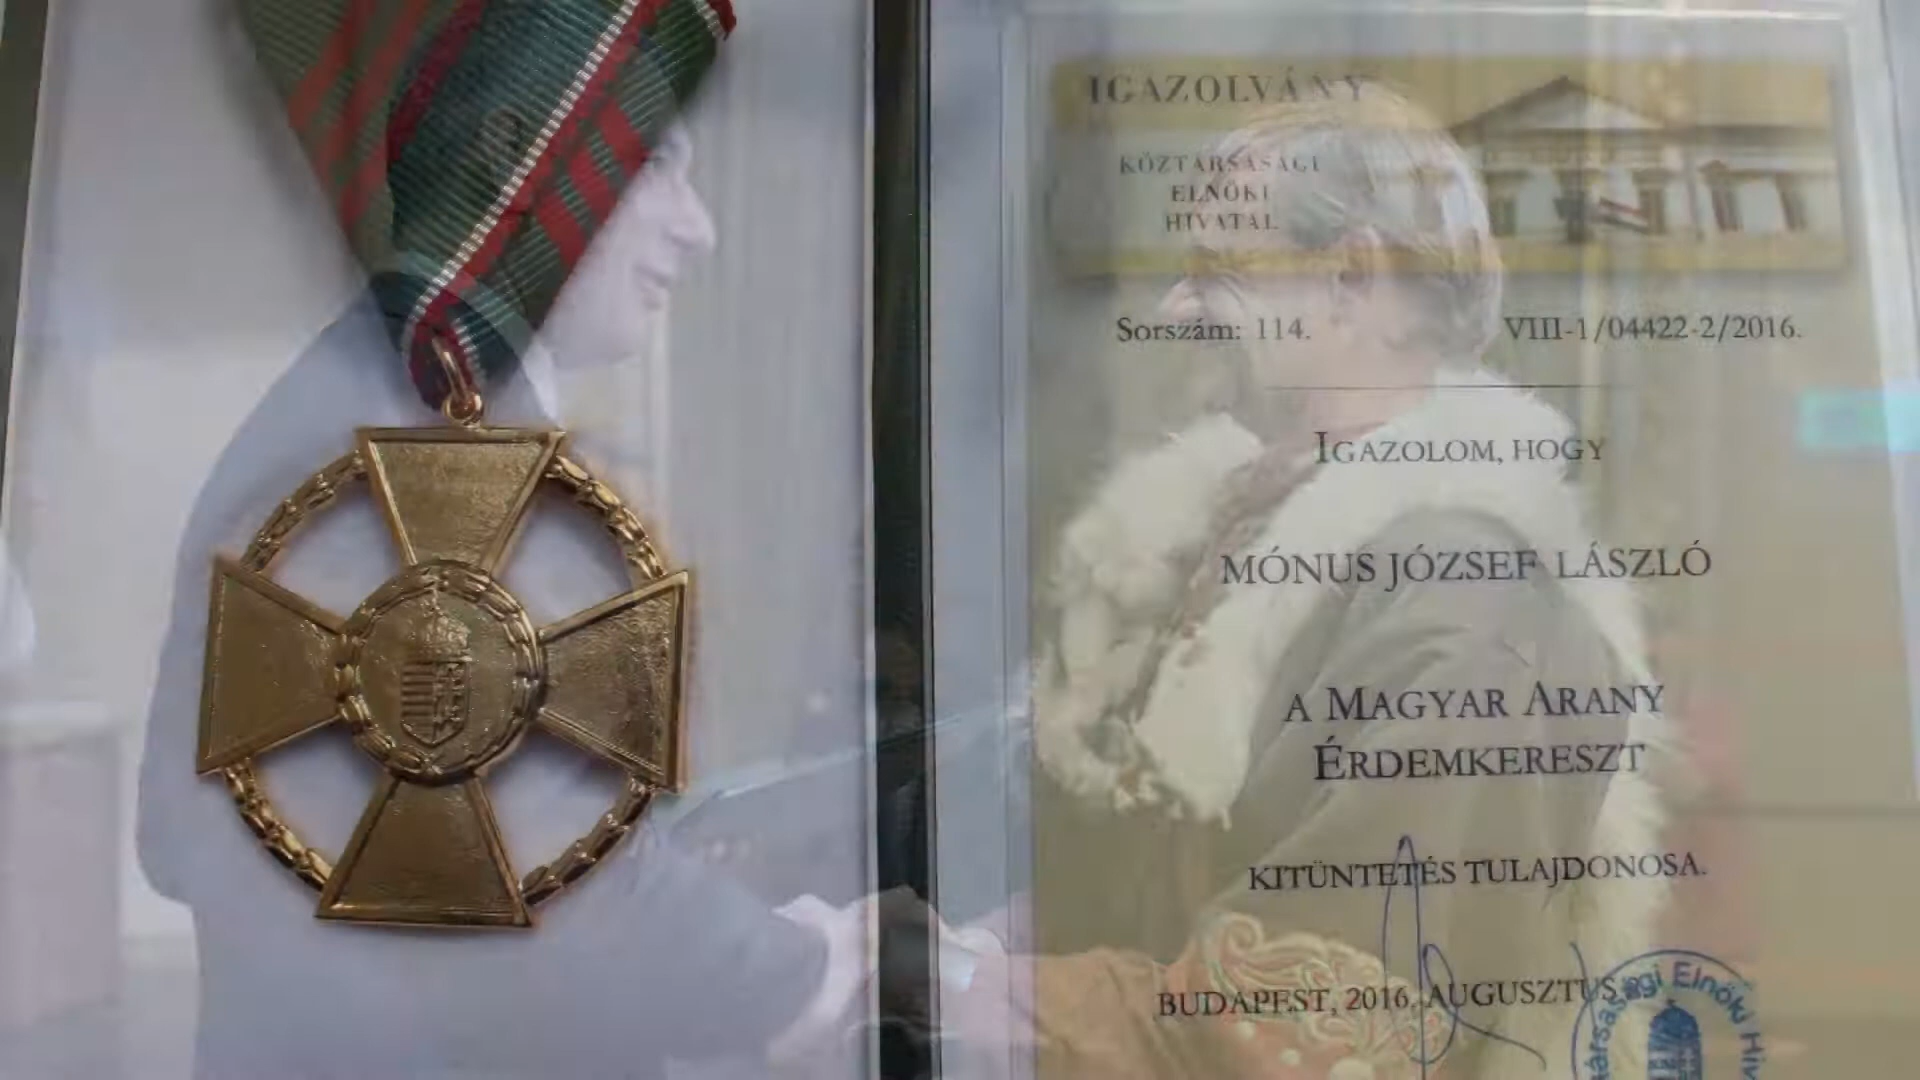 IGAZOLVÁNY
KÖZTÁRSASÁGI
ELNÖKI
HIVATAL
Sorszám: 114.
VIII-1/04422-2/2016.
IGAZOLOM, HOGY
MÓNUS JÓZSEF LÁSZLÓ
A MAGYAR ARANY
ÉRDEMKERESZT
KITÜNTETÉS TULAJDONOSA.
BUDAPEST, 2016. AUGUSZTUS
Elnöki